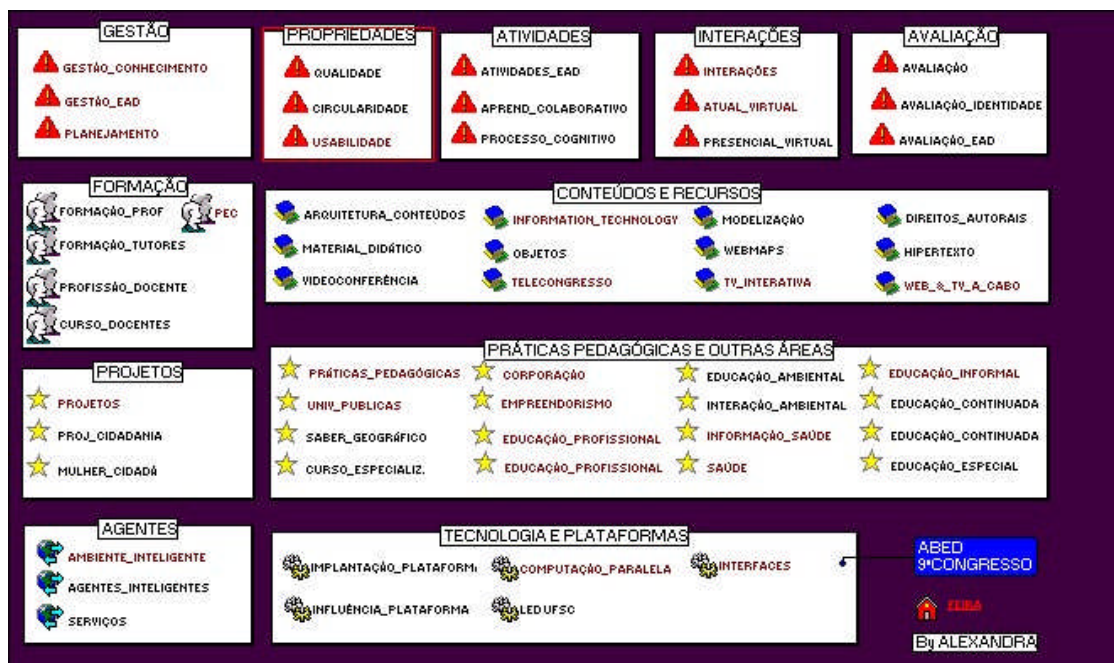 GESTÃO
GESTÃO_CONHECIMENTO
GESTÃO_EAD
PLANEJAMENTO
PROPRIEDADES
QUALIDADE
CIRCULARIDADE
USABILIDADE
ATIVIDADES
ATIVIDADES_EAD
APREND_COLABORATIVO
PROCESSO_COGNITIVO
INTERAÇÕES
INTERAÇÕES
ATUAL_VIRTUAL
PRESENCIAL_VIRTUAL
AVALIAÇÃO
AVALIAÇÃO
AVALIAÇÃO_IDENTIDADE
AVALIAÇÃO_EAD
FORMAÇÃO
FORMAÇÃO_PROF PEC
FORMAÇÃO_TUTORES
PROFISSÃO_DOCENTE
CURSO_DOCENTES
CONTEÚDOS E RECURSOS
ARQUITETURA_CONTEÚDOS INFORMATION_TECHNOLOGY MODELIZAÇÃO DIREITOS_AUTORAIS
MATERIAL_DIDÁTICO OBJETOS WEBMAPS HIPERTEXTO
VIDEOCONFERÊNCIA TELECONGRESSO TV_INTERATIVA WEB_&_TV_A_CABO
PROJETOS
PROJETOS
PROJ_CIDADANIA
MULHER_CIDADÃ
PRÁTICAS PEDAGÓGICAS E OUTRAS ÁREAS
PRÁTICAS_PEDAGÓGICAS CORPORAÇÃO EDUCAÇÃO_AMBIENTAL EDUCAÇÃO_INFORMAL
UNIV_PUBLICAS EMPREENDORISMO INTERAÇÃO_AMBIENTAL EDUCAÇÃO_CONTINUADA
SABER_GEOGRÁFICO EDUCAÇÃO_PROFISSIONAL INFORMAÇÃO_SAÚDE EDUCAÇÃO_CONTINUADA
CURSO_ESPECIALIZ. EDUCAÇÃO_PROFISSIONAL SAÚDE EDUCAÇÃO_ESPECIAL
AGENTES
AMBIENTE_INTELIGENTE
AGENTES_INTELIGENTES
SERVIÇOS
TECNOLOGIA E PLATAFORMAS
IMPLANTAÇÃO_PLATAFORM COMPUTAÇÃO_PARALELA INTERFACES
INFLUÊNCIA_PLATAFORMA LED UFSC
ABED
9ºCONGRESSO
By ALEXANDRA